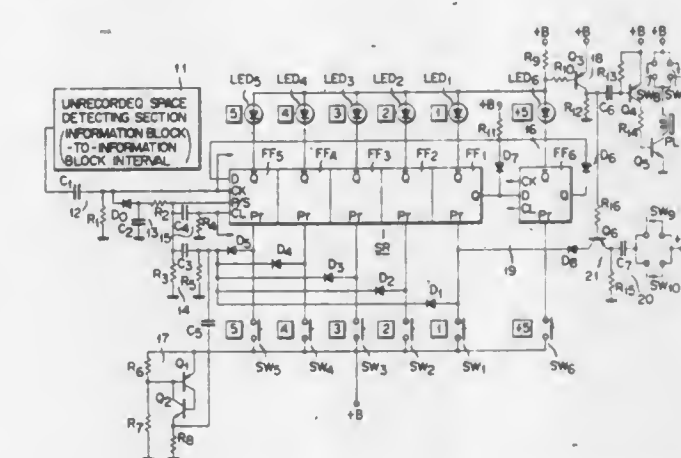 11
UNRECORDED SPACE
DETECTING SECTION
(INFORMATION BLOCK
-TO-INFORMATION
BLOCK INTERVAL)
LED5 LED4 LED3 LED2 LED1 LED6
5 4 3 2 1 +5
+B +B +B +B
R9 R10 Q3 18 R13 R12 C6 Q4 SW8 SW
R14 PL Q5
+B R11 16 D7 D6
FF5 FF4 FF3 FF2 FF1 FF6
Q̄ Q̄ Q̄ Q̄ Q̄ Q̄
D CK P/S CL
Q D CK CL
Pr Pr Pr Pr Pr Pr
SR
C1 12 R1 D0 C2 13 R2 15 C4 R4
C3 R3 R5 14 D5 D4 D3 D2 D1
R16 Q6 SW9
19 D8 21 C7 R15 20 SW10
5 4 3 2 1 +5
C5
SW5 SW4 SW3 SW2 SW1 SW6
17
R6 Q1
Q2
R7 R8
+B